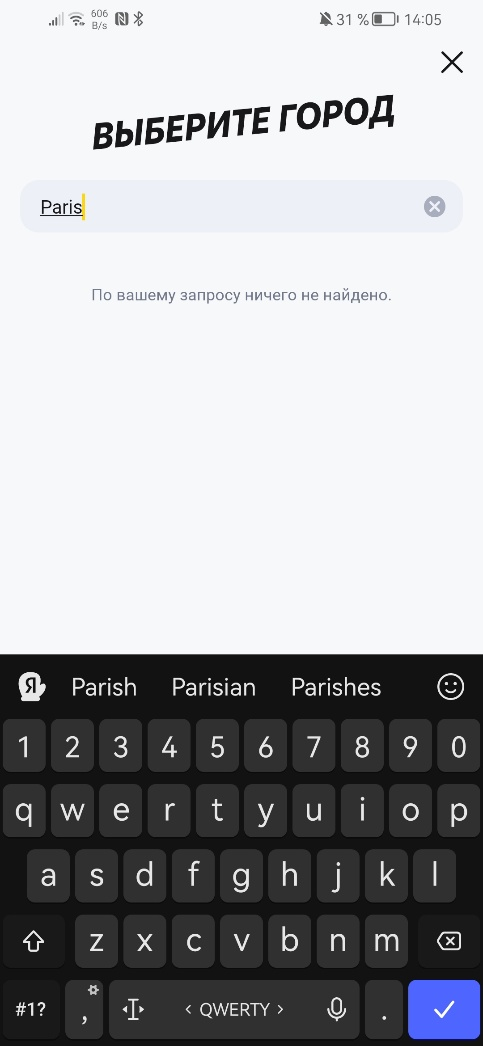 606 B/s 31 % 14:05
ВЫБЕРИТЕ ГОРОД
Paris
По вашему запросу ничего не найдено.
Я Parish Parisian Parishes
1 2 3 4 5 6 7 8 9 0
q w e r t y u i o p
a s d f g h j k l
z x c v b n m
#1? , < QWERTY > .